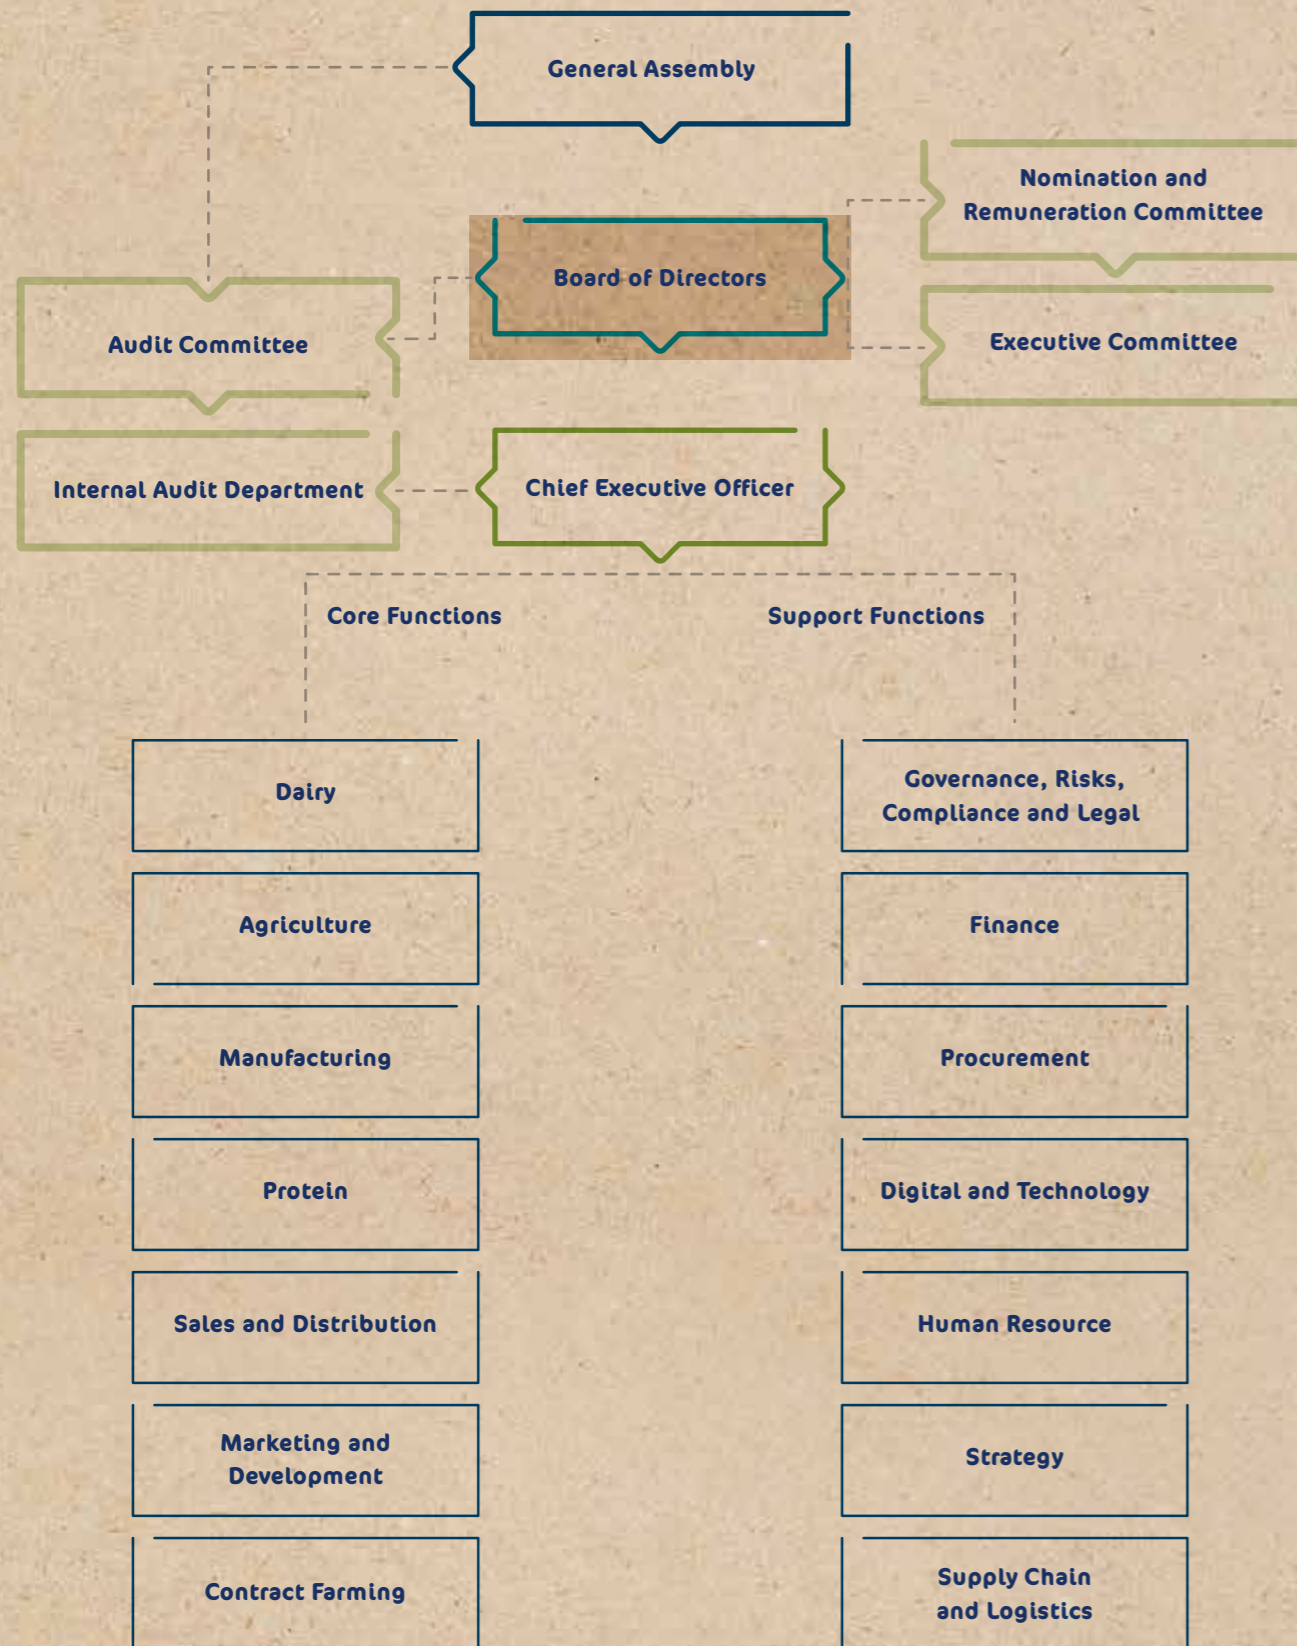 General Assembly
Nomination and
Remuneration Committee
Board of Directors
Audit Committee
Executive Committee
Internal Audit Department
Chief Executive Officer
Core Functions
Support Functions
Dairy
Governance, Risks,
Compliance and Legal
Agriculture
Finance
Manufacturing
Procurement
Protein
Digital and Technology
Sales and Distribution
Human Resource
Marketing and
Development
Strategy
Contract Farming
Supply Chain
and Logistics